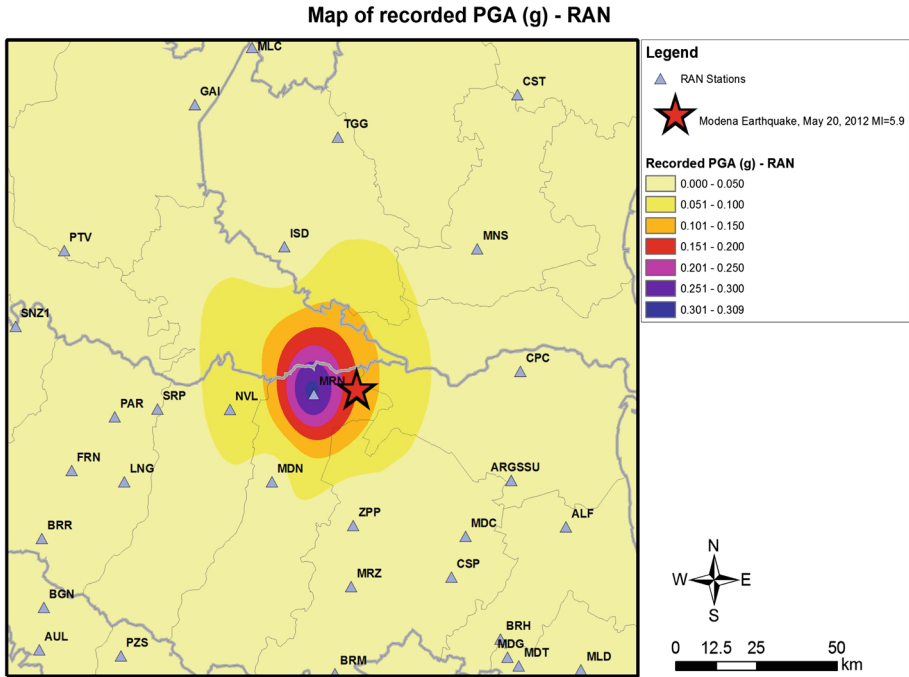 Map of recorded PGA (g) - RAN
MLC
GAI
CST
TGG
PTV
ISD
MNS
SNZ1
CPC
MRN
SRP
NVL
PAR
FRN
LNG
MDN
ARGSSU
BRR
ZPP
MDC
ALF
CSP
MRZ
BGN
AUL
PZS
BRM
BRH
MDG
MDT
MLD
Legend
RAN Stations
Modena Earthquake, May 20, 2012 Ml=5.9
Recorded PGA (g) - RAN
0.000 - 0.050
0.051 - 0.100
0.101 - 0.150
0.151 - 0.200
0.201 - 0.250
0.251 - 0.300
0.301 - 0.309
N
W E
S
0 12.5 25 50
km